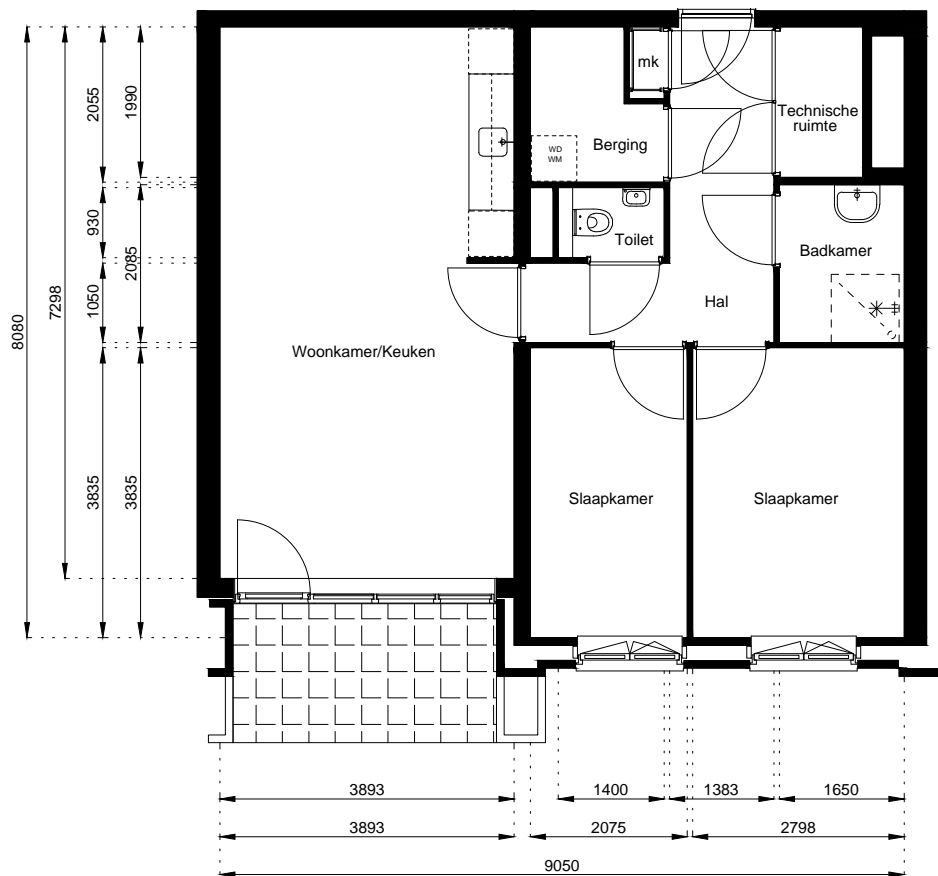 mk
Technische
ruimte
Berging
WD
WM
Toilet
Badkamer
Hal
Woonkamer/Keuken
Slaapkamer
Slaapkamer
8080
7298
2055
930
1050
3835
1990
2085
3835
3893
1400
1383
1650
3893
2075
2798
9050